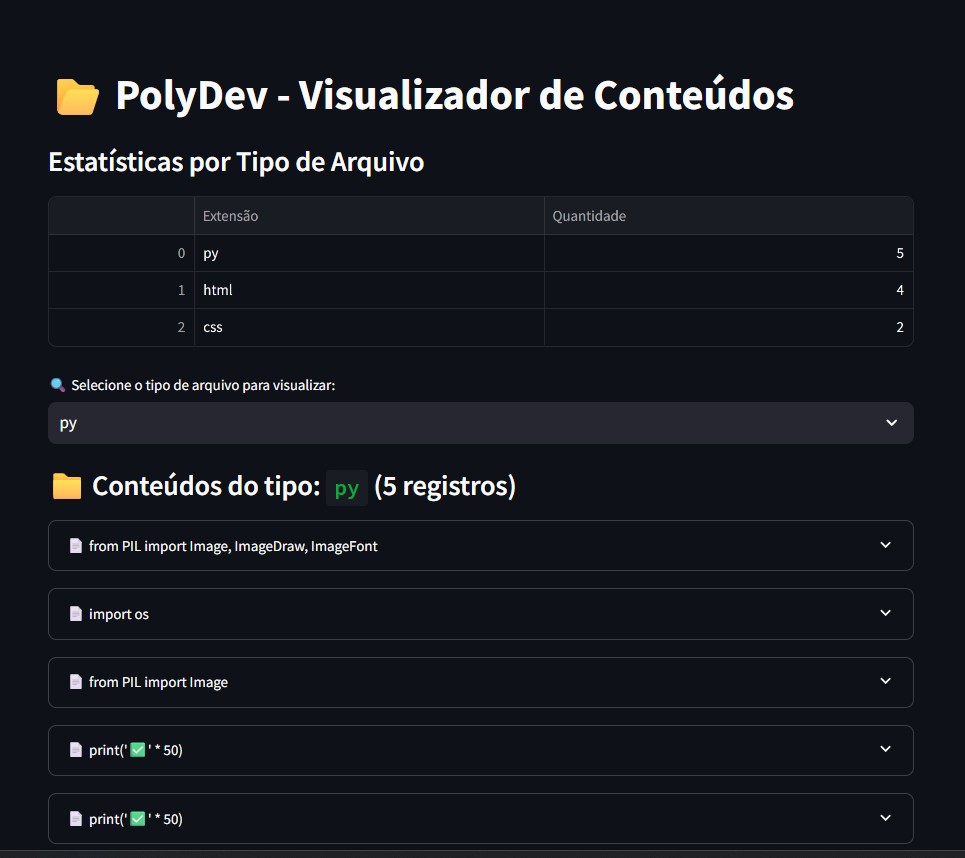 📂 PolyDev - Visualizador de Conteúdos
Estatísticas por Tipo de Arquivo
Extensão Quantidade
0 py 5
1 html 4
2 css 2
🔍 Selecione o tipo de arquivo para visualizar:
py
📁 Conteúdos do tipo: py (5 registros)
📄 from PIL import Image, ImageDraw, ImageFont
📄 import os
📄 from PIL import Image
📄 print('✅' * 50)
📄 print('✅' * 50)